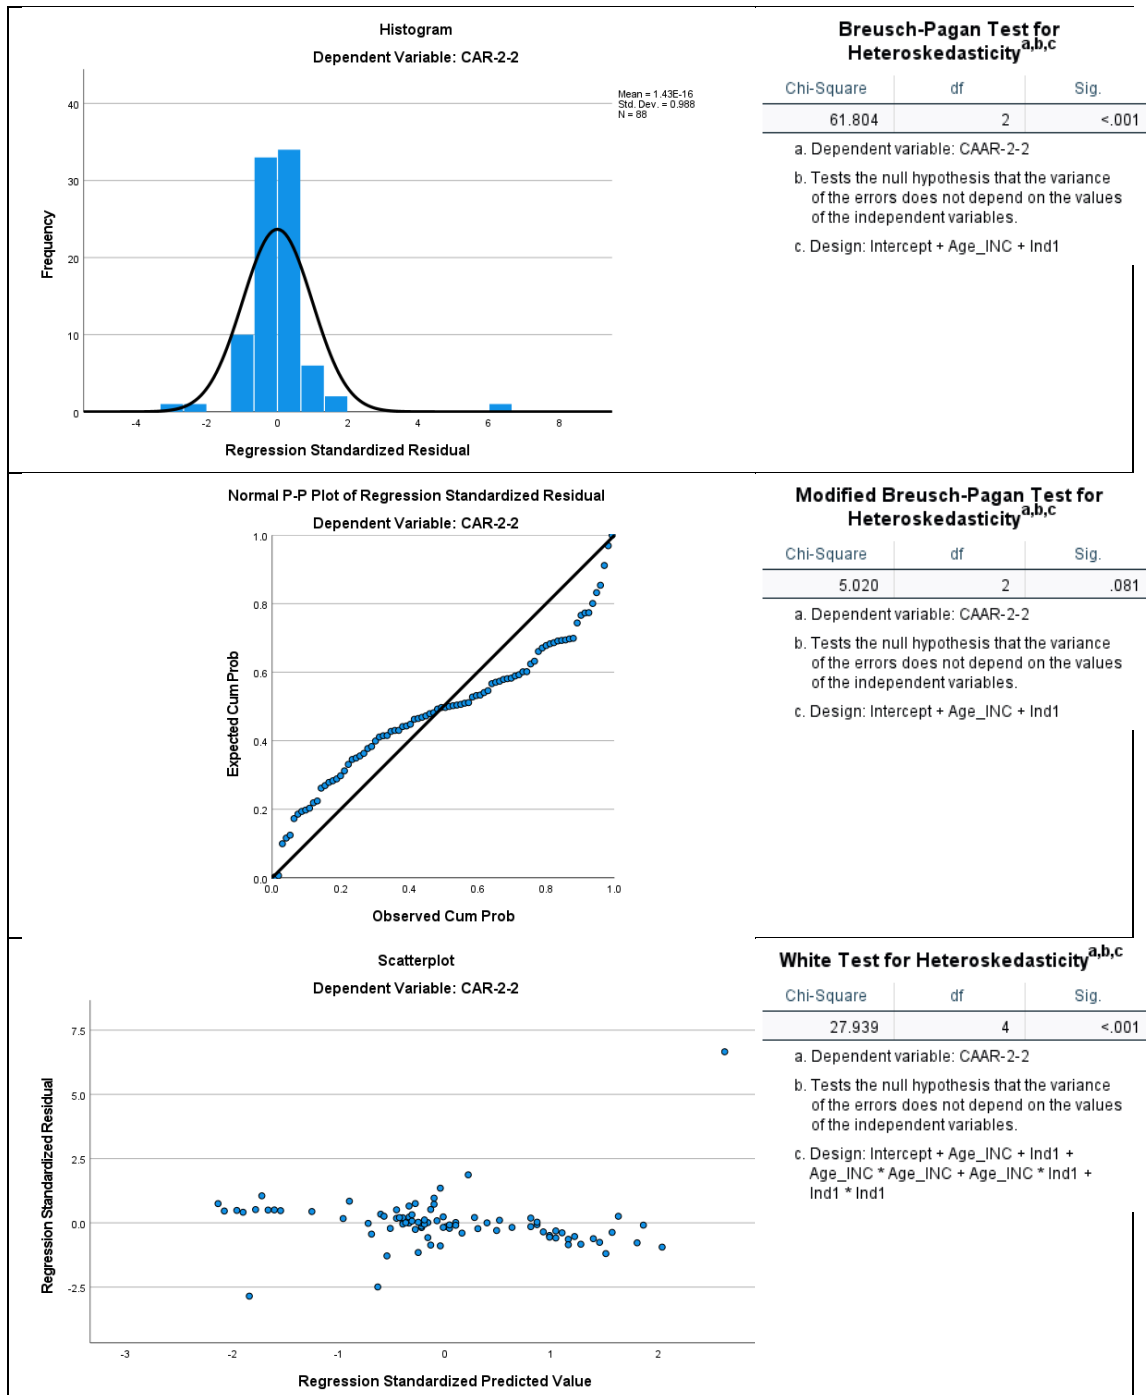 Histogram
Dependent Variable: CAR-2-2
Mean = 1.43E-16
Std. Dev. = 0.988
N = 88
40
30
20
10
0
-4 -2 0 2 4 6 8
Frequency
Regression Standardized Residual
Breusch-Pagan Test for
Heteroskedasticity a,b,c
Chi-Square df Sig.
61.804 2 <.001
a. Dependent variable: CAAR-2-2
b. Tests the null hypothesis that the variance
of the errors does not depend on the values
of the independent variables.
c. Design: Intercept + Age_INC + Ind1
Normal P-P Plot of Regression Standardized Residual
Dependent Variable: CAR-2-2
1.0
0.8
0.6
0.4
0.2
0.0
0.0 0.2 0.4 0.6 0.8 1.0
Expected Cum Prob
Observed Cum Prob
Modified Breusch-Pagan Test for
Heteroskedasticity a,b,c
Chi-Square df Sig.
5.020 2 .081
a. Dependent variable: CAAR-2-2
b. Tests the null hypothesis that the variance
of the errors does not depend on the values
of the independent variables.
c. Design: Intercept + Age_INC + Ind1
Scatterplot
Dependent Variable: CAR-2-2
7.5
5.0
2.5
0.0
-2.5
-3 -2 -1 0 1 2
Regression Standardized Residual
Regression Standardized Predicted Value
White Test for Heteroskedasticity a,b,c
Chi-Square df Sig.
27.939 4 <.001
a. Dependent variable: CAAR-2-2
b. Tests the null hypothesis that the variance
of the errors does not depend on the values
of the independent variables.
c. Design: Intercept + Age_INC + Ind1 +
Age_INC * Age_INC + Age_INC * Ind1 +
Ind1 * Ind1